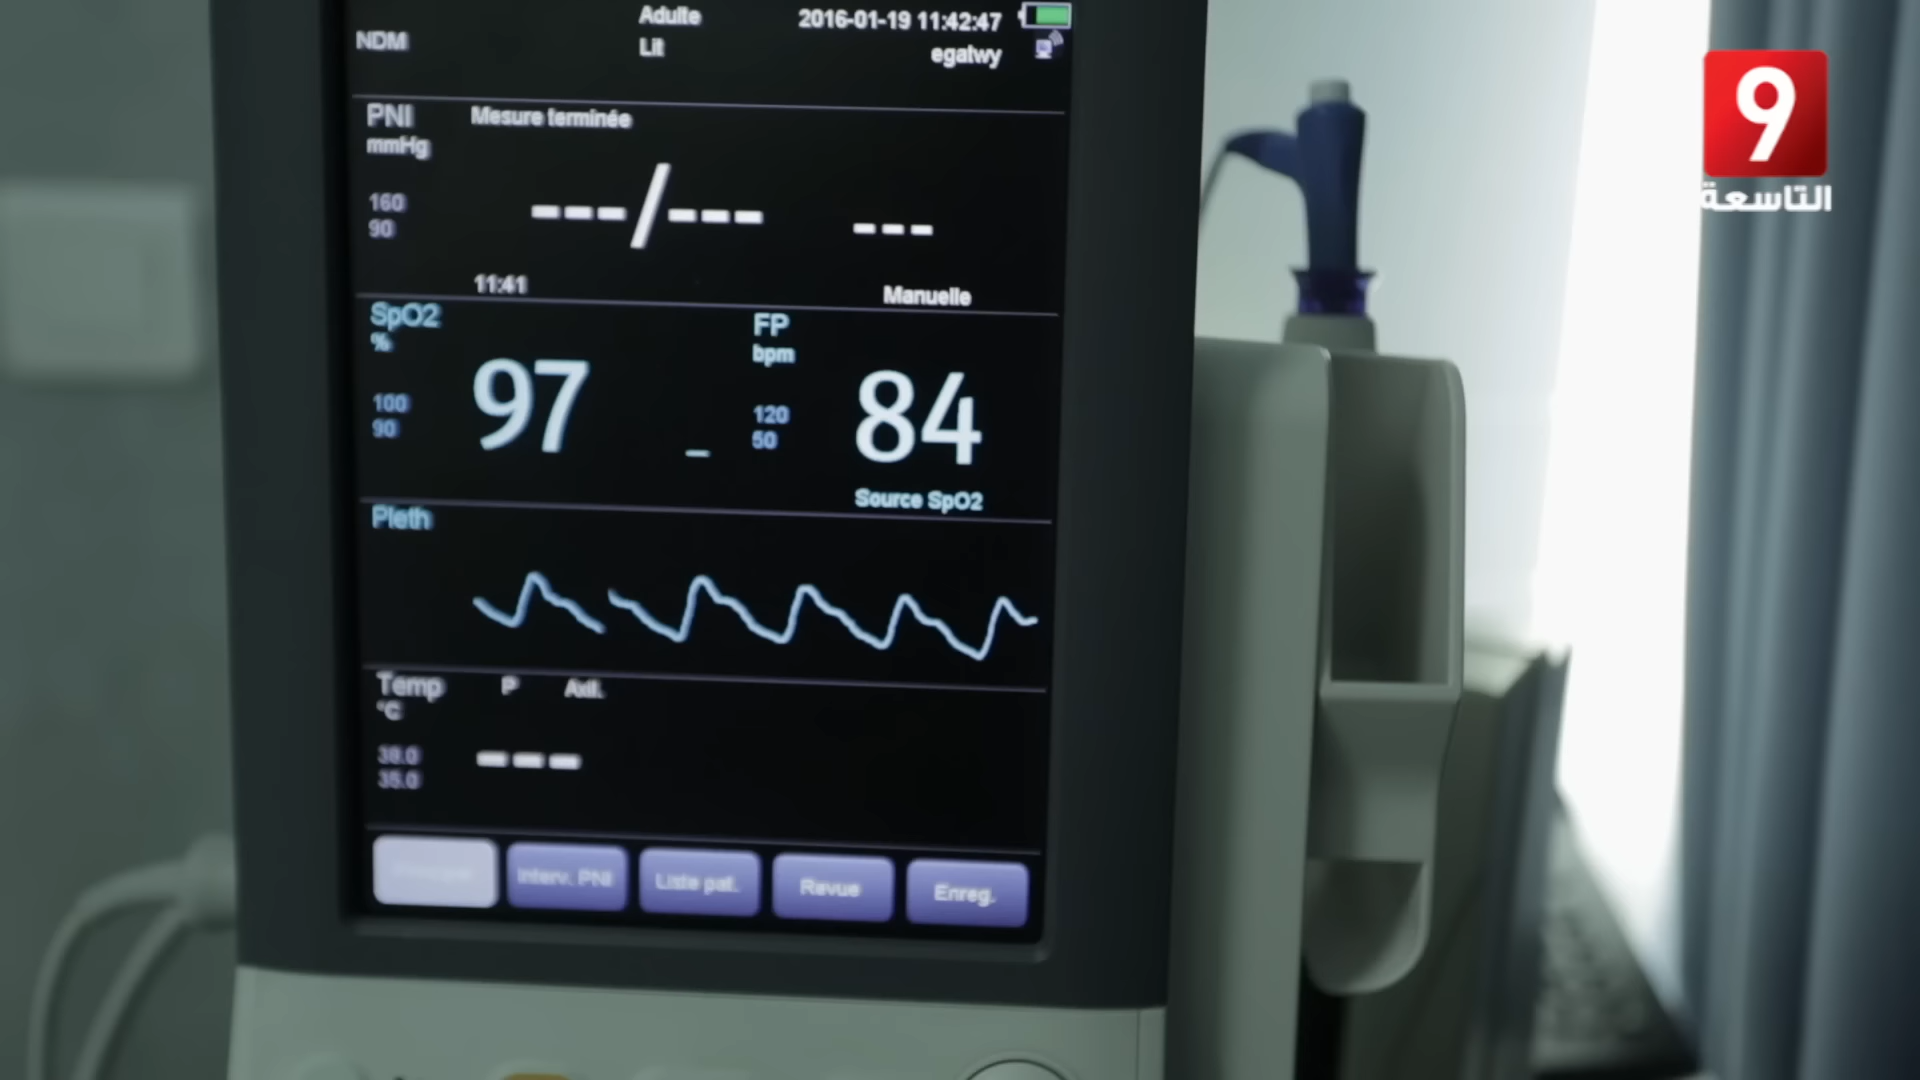 Adulte
2016-01-19 11:42:47
NDM
Lit
egatwy
PNI
Mesure terminée
mmHg
160
90
---/---
---
11:41
Manuelle
SpO2
%
97
100
90
-
FP
bpm
84
120
50
Source SpO2
Pleth
Temp
P
Axil.
°C
38.0
35.0
---
Interv. PNI
Liste pat.
Revue
Enreg.
9
التاسعة